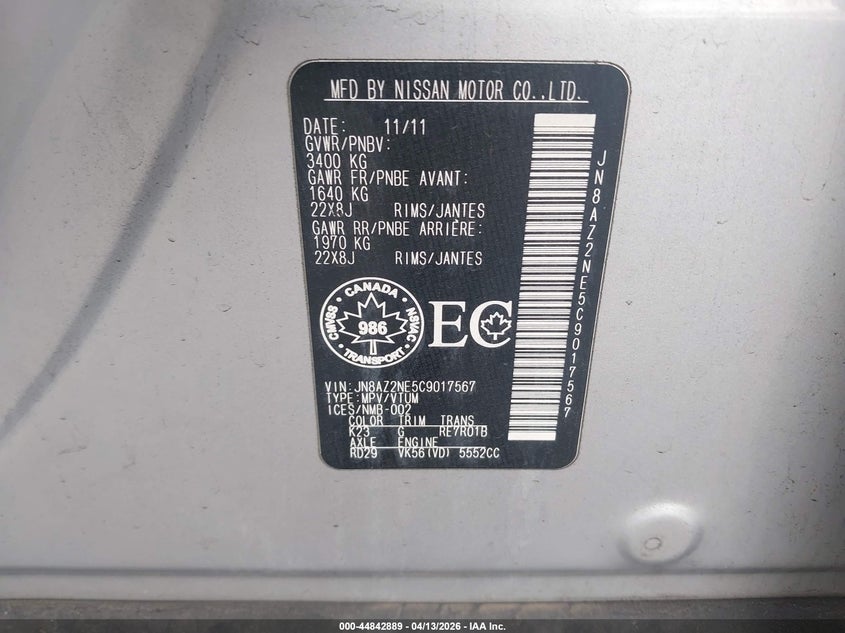 MFD BY NISSAN MOTOR CO.,LTD.
DATE: 11/11
GVWR/PNBV:
3400 KG
GAWR FR/PNBE AVANT:
1640 KG
22X8J RIMS/JANTES
GAWR RR/PNBE ARRIÈRE:
1970 KG
22X8J RIMS/JANTES
CANADA
CMVSS
NSVAC
986
TRANSPORT
EC
VIN:JN8AZ2NE5C9017567
TYPE:MPV/VTUM
ICES/NMB-002
COLOR TRIM TRANS
K23 G RE7R01B
AXLE ENGINE
RD29 VK56(VD) 5552CC
JN8AZ2NE5C9017567
000-44842889 | 04/13/2026 - IAA Inc.